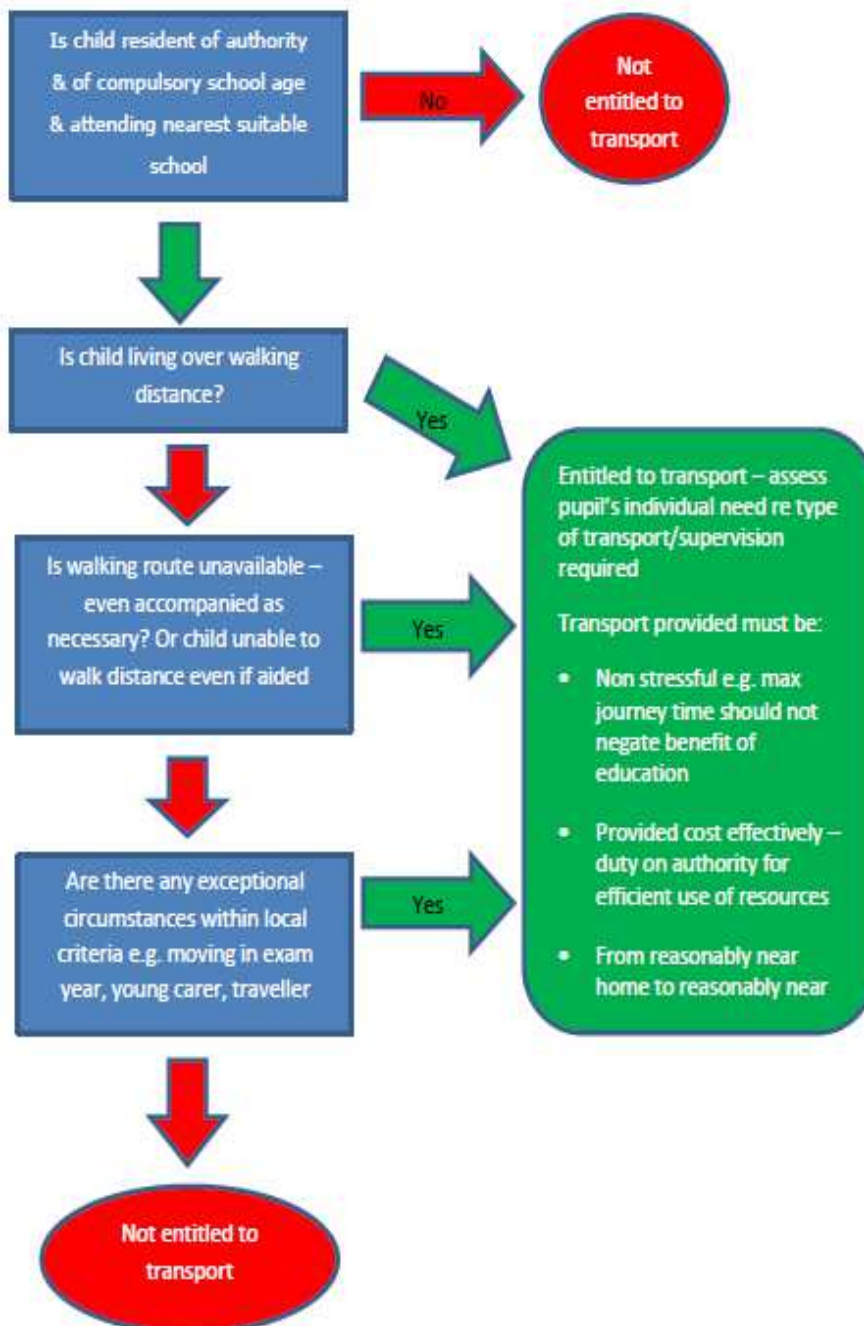 Is child resident of authority
& of compulsory school age
& attending nearest suitable
school
No
Not
entitled to
transport
Is child living over walking
distance?
Yes
Entitled to transport – assess
pupil's individual need re type
of transport/supervision
required
Transport provided must be:
• Non stressful e.g. max
journey time should not
negate benefit of
education
• Provided cost effectively –
duty on authority for
efficient use of resources
• From reasonably near
home to reasonably near
Is walking route unavailable –
even accompanied as
necessary? Or child unable to
walk distance even if aided
Yes
Are there any exceptional
circumstances within local
criteria e.g. moving in exam
year, young carer, traveller
Yes
Not entitled to
transport